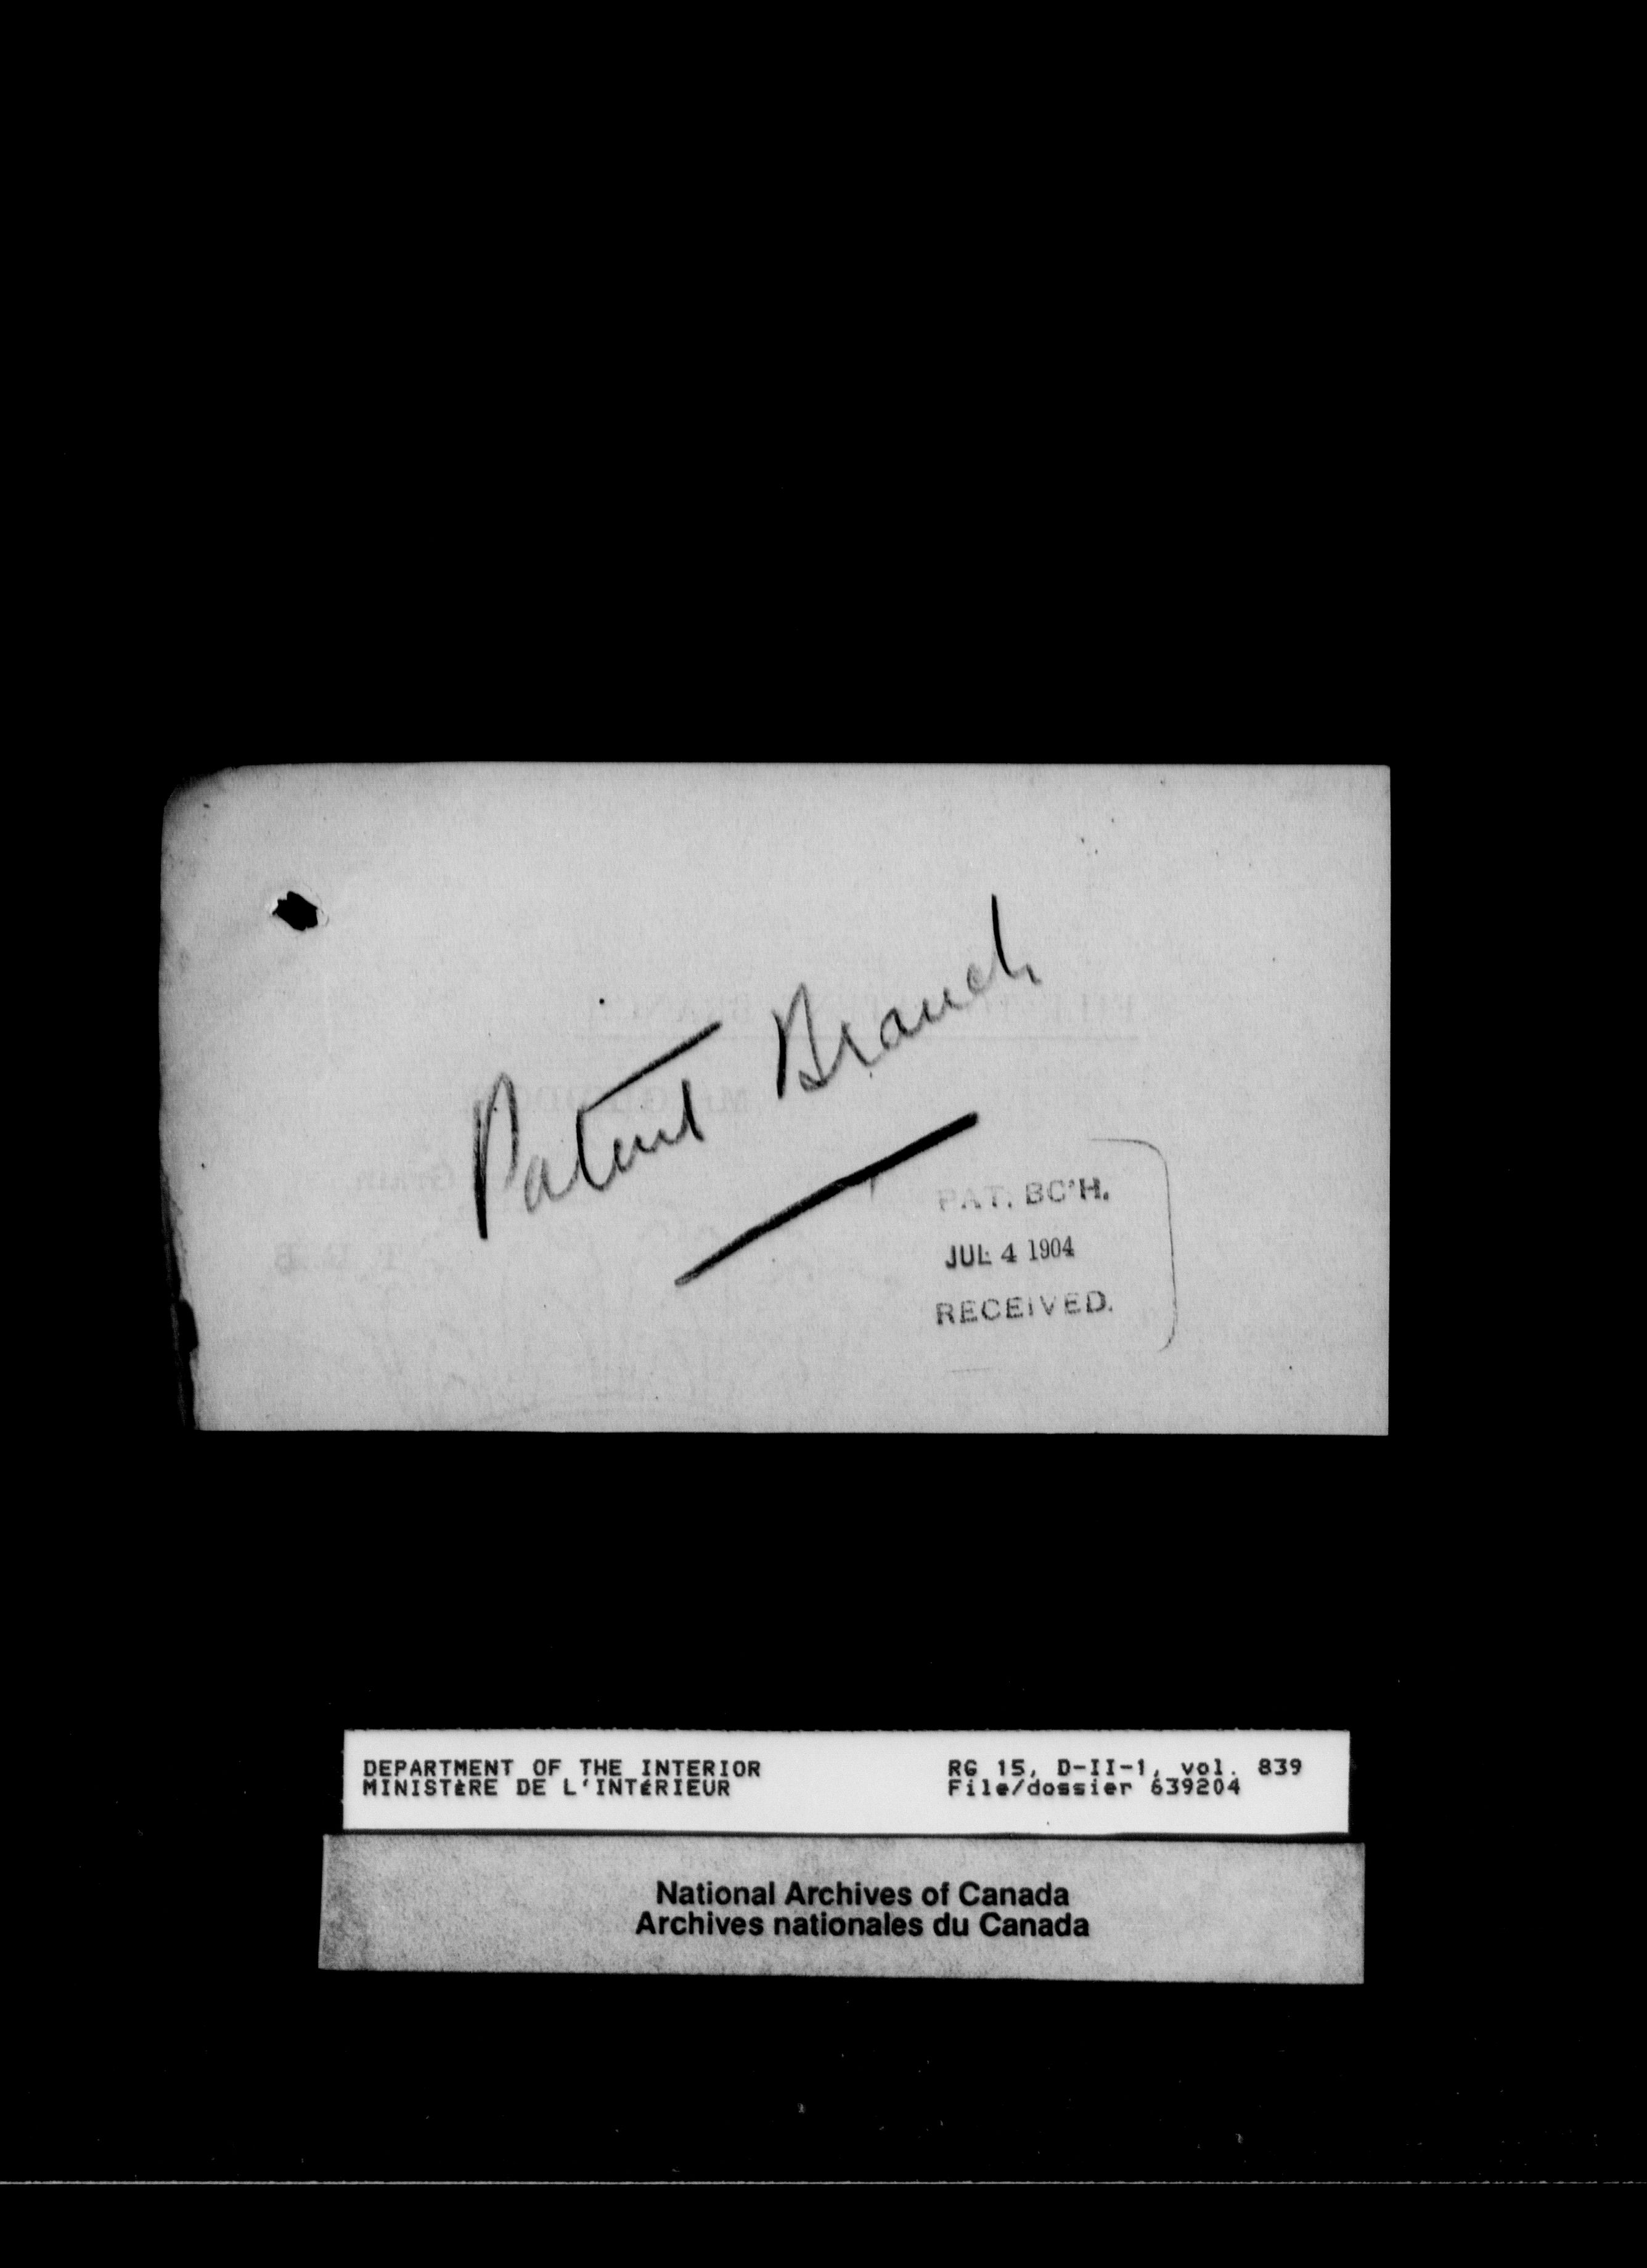 Patent Branch
PAT. BC'H.
JUL 4 1904
RECEIVED.
DEPARTMENT OF THE INTERIOR
MINISTÈRE DE L'INTÉRIEUR
RG 15, D-II-1, vol. 839
File/dossier 639204
National Archives of Canada
Archives nationales du Canada